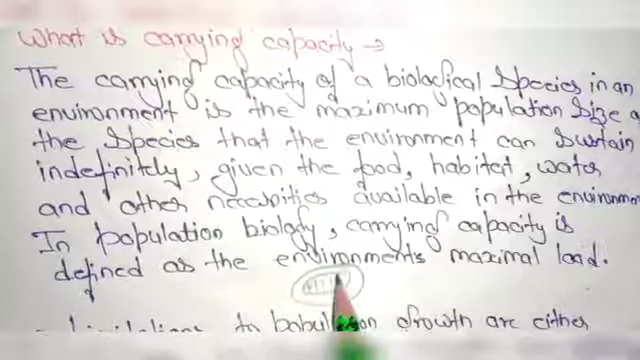 What is carrying capacity →
The carrying capacity of a biological species in an
environment is the maximum population size o
the species that the environment can sustain
indefinitely, given the food, habitet, water
and other necessities available in the environmen
In population biology, carrying capacity is
defined as the environment's maximal load.
to population growth are either